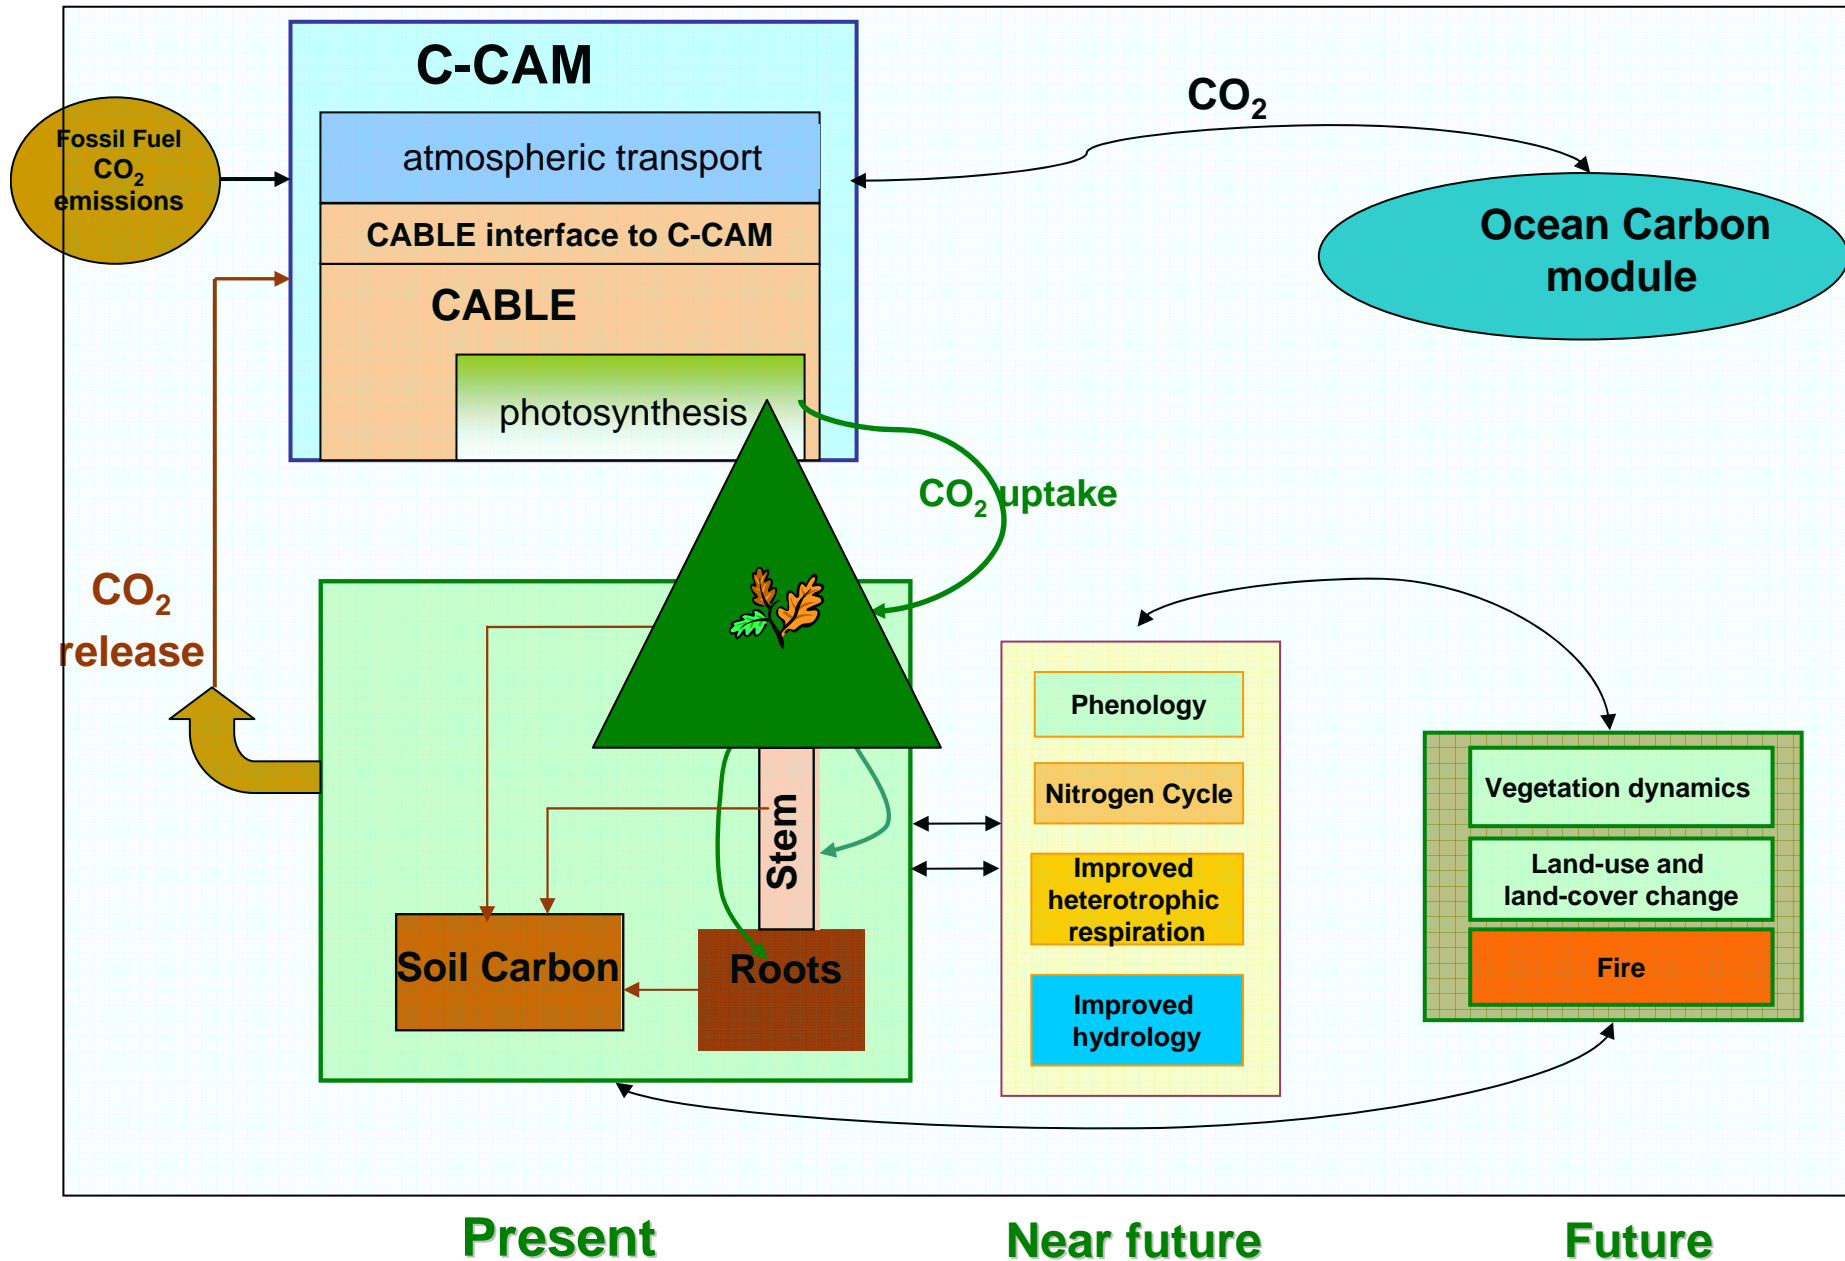 C-CAM
Fossil Fuel
CO2
emissions
atmospheric transport
CABLE interface to C-CAM
CABLE
photosynthesis
CO2
Ocean Carbon
module
CO2 uptake
CO2
release
Stem
Soil Carbon
Roots
Phenology
Nitrogen Cycle
Improved
heterotrophic
respiration
Improved
hydrology
Vegetation dynamics
Land-use and
land-cover change
Fire
Present
Near future
Future